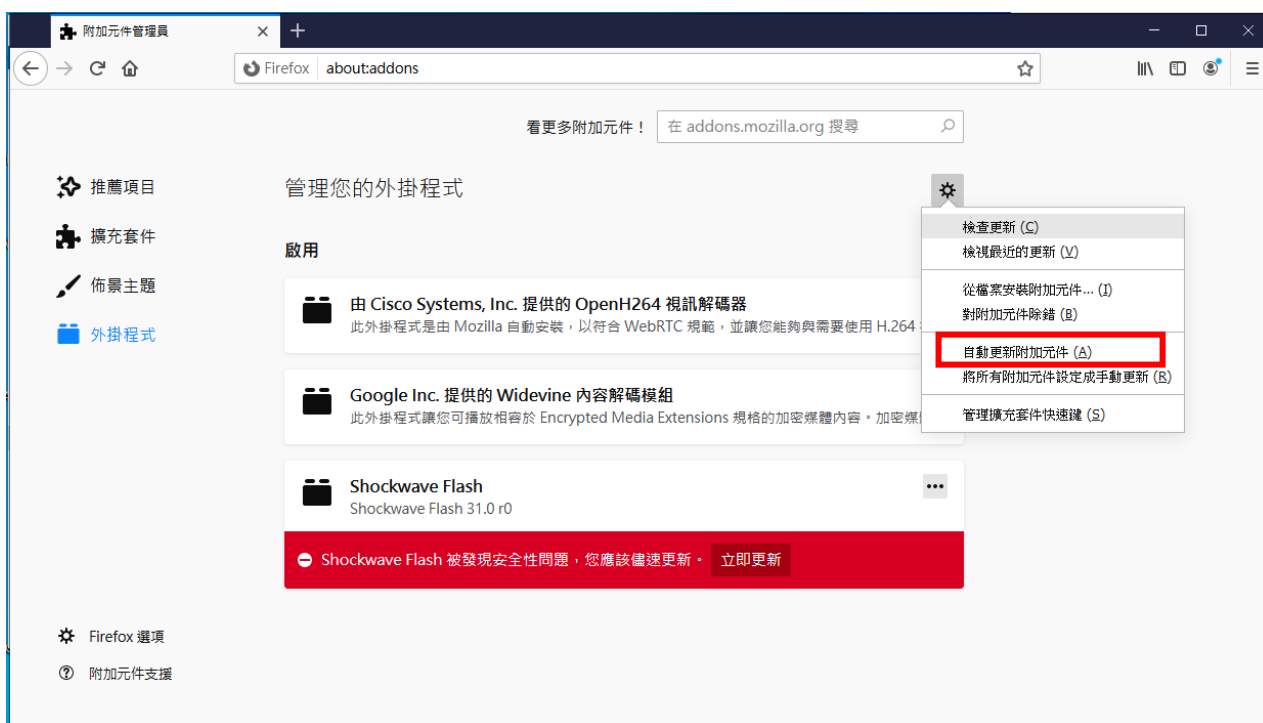 附加元件管理員
Firefox about:addons
看更多附加元件！ 在 addons.mozilla.org 搜尋
推薦項目
擴充套件
佈景主題
外掛程式
Firefox 選項
附加元件支援
管理您的外掛程式
啟用
由 Cisco Systems, Inc. 提供的 OpenH264 視訊解碼器
此外掛程式是由 Mozilla 自動安裝，以符合 WebRTC 規範，並讓您能夠與需要使用 H.264
Google Inc. 提供的 Widevine 內容解碼模組
此外掛程式讓您可播放相容於 Encrypted Media Extensions 規格的加密媒體內容。加密媒
Shockwave Flash
Shockwave Flash 31.0 r0
Shockwave Flash 被發現安全性問題，您應該儘速更新。 立即更新
檢查更新 (C)
檢視最近的更新 (V)
從檔案安裝附加元件... (I)
對附加元件除錯 (B)
自動更新附加元件 (A)
將所有附加元件設定成手動更新 (R)
管理擴充套件快速鍵 (S)